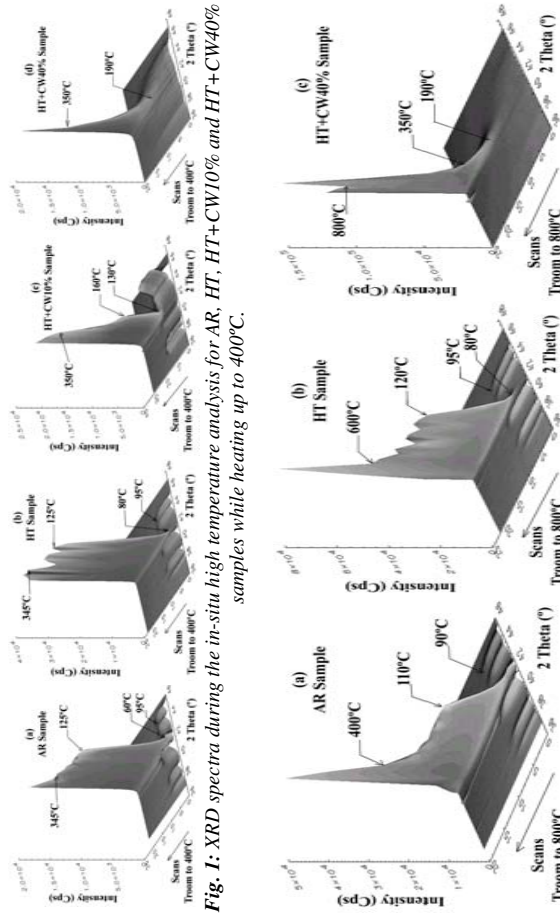 (a)
AR Sample
345°C
125°C
60°C
95°C
Intensity (Cps)
Scans
Troom to 400°C
2 Theta (°)
(b)
HT Sample
345°C
125°C
80°C
95°C
Intensity (Cps)
Scans
Troom to 400°C
2 Theta (°)
(c)
HT+CW10% Sample
350°C
160°C
130°C
Intensity (Cps)
Scans
Troom to 400°C
2 Theta (°)
(d)
HT+CW40% Sample
350°C
190°C
Intensity (Cps)
Scans
Troom to 400°C
2 Theta (°)
Fig. 1: XRD spectra during the in-situ high temperature analysis for AR, HT, HT+CW10% and HT+CW40%
samples while heating up to 400°C.
(a)
AR Sample
400°C
110°C
90°C
Intensity (Cps)
Scans
Troom to 800°C
2 Theta (°)
(b)
HT Sample
600°C
120°C
95°C
80°C
Intensity (Cps)
Scans
Troom to 800°C
2 Theta (°)
(c)
HT+CW40% Sample
800°C
350°C
190°C
Intensity (Cps)
Scans
Troom to 800°C
2 Theta (°)